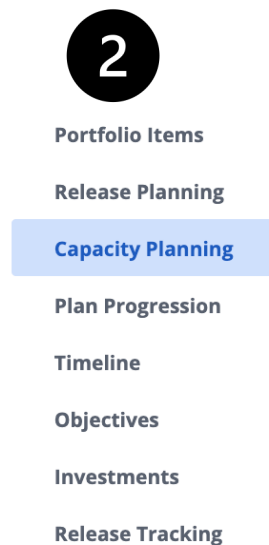 2
Portfolio Items
Release Planning
Capacity Planning
Plan Progression
Timeline
Objectives
Investments
Release Tracking